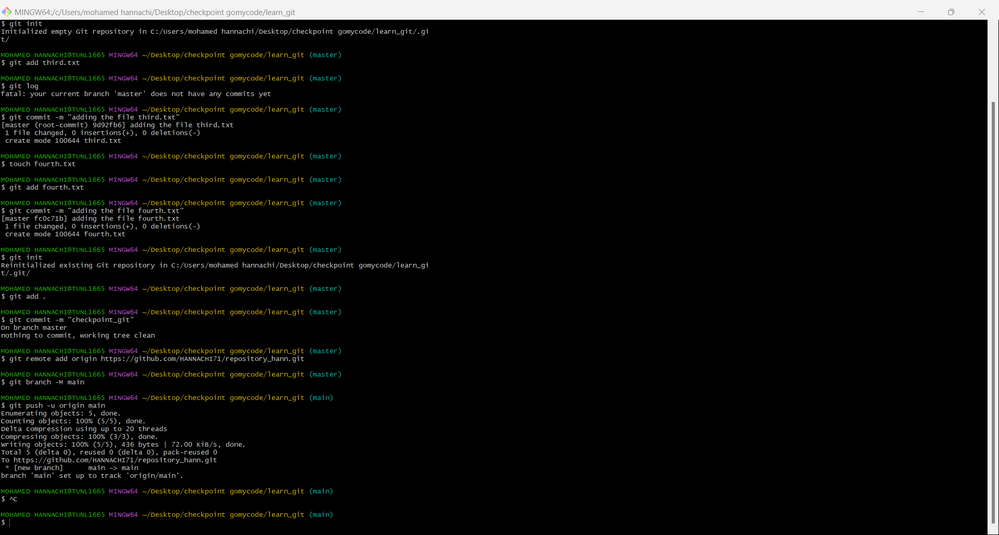 MINGW64:/c/Users/mohamed hannachi/Desktop/checkpoint gomycode/learn_git
$ git init
Initialized empty Git repository in C:/Users/mohamed hannachi/Desktop/checkpoint gomycode/learn_git/.gi
t/
MOHAMED HANNACHI@TUNL1665 MINGW64 ~/Desktop/checkpoint gomycode/learn_git (master)
$ git add third.txt
MOHAMED HANNACHI@TUNL1665 MINGW64 ~/Desktop/checkpoint gomycode/learn_git (master)
$ git log
fatal: your current branch 'master' does not have any commits yet
MOHAMED HANNACHI@TUNL1665 MINGW64 ~/Desktop/checkpoint gomycode/learn_git (master)
$ git commit -m "adding the file third.txt"
[master (root-commit) 9d92fb6] adding the file third.txt
1 file changed, 0 insertions(+), 0 deletions(-)
create mode 100644 third.txt
MOHAMED HANNACHI@TUNL1665 MINGW64 ~/Desktop/checkpoint gomycode/learn_git (master)
$ touch fourth.txt
MOHAMED HANNACHI@TUNL1665 MINGW64 ~/Desktop/checkpoint gomycode/learn_git (master)
$ git add fourth.txt
MOHAMED HANNACHI@TUNL1665 MINGW64 ~/Desktop/checkpoint gomycode/learn_git (master)
$ git commit -m "adding the file fourth.txt"
[master fc0c71b] adding the file fourth.txt
1 file changed, 0 insertions(+), 0 deletions(-)
create mode 100644 fourth.txt
MOHAMED HANNACHI@TUNL1665 MINGW64 ~/Desktop/checkpoint gomycode/learn_git (master)
$ git init
Reinitialized existing Git repository in C:/Users/mohamed hannachi/Desktop/checkpoint gomycode/learn_gi
t/.git/
MOHAMED HANNACHI@TUNL1665 MINGW64 ~/Desktop/checkpoint gomycode/learn_git (master)
$ git add .
MOHAMED HANNACHI@TUNL1665 MINGW64 ~/Desktop/checkpoint gomycode/learn_git (master)
$ git commit -m "checkpoint_git"
On branch master
nothing to commit, working tree clean
MOHAMED HANNACHI@TUNL1665 MINGW64 ~/Desktop/checkpoint gomycode/learn_git (master)
$ git remote add origin https://github.com/HANNACHI71/repository_hann.git
MOHAMED HANNACHI@TUNL1665 MINGW64 ~/Desktop/checkpoint gomycode/learn_git (master)
$ git branch -M main
MOHAMED HANNACHI@TUNL1665 MINGW64 ~/Desktop/checkpoint gomycode/learn_git (main)
$ git push -u origin main
Enumerating objects: 5, done.
Counting objects: 100% (5/5), done.
Delta compression using up to 20 threads
Compressing objects: 100% (3/3), done.
Writing objects: 100% (5/5), 436 bytes | 72.00 KiB/s, done.
Total 5 (delta 0), reused 0 (delta 0), pack-reused 0
To https://github.com/HANNACHI71/repository_hann.git
* [new branch]      main -> main
branch 'main' set up to track 'origin/main'.
MOHAMED HANNACHI@TUNL1665 MINGW64 ~/Desktop/checkpoint gomycode/learn_git (main)
$ ^C
MOHAMED HANNACHI@TUNL1665 MINGW64 ~/Desktop/checkpoint gomycode/learn_git (main)
$